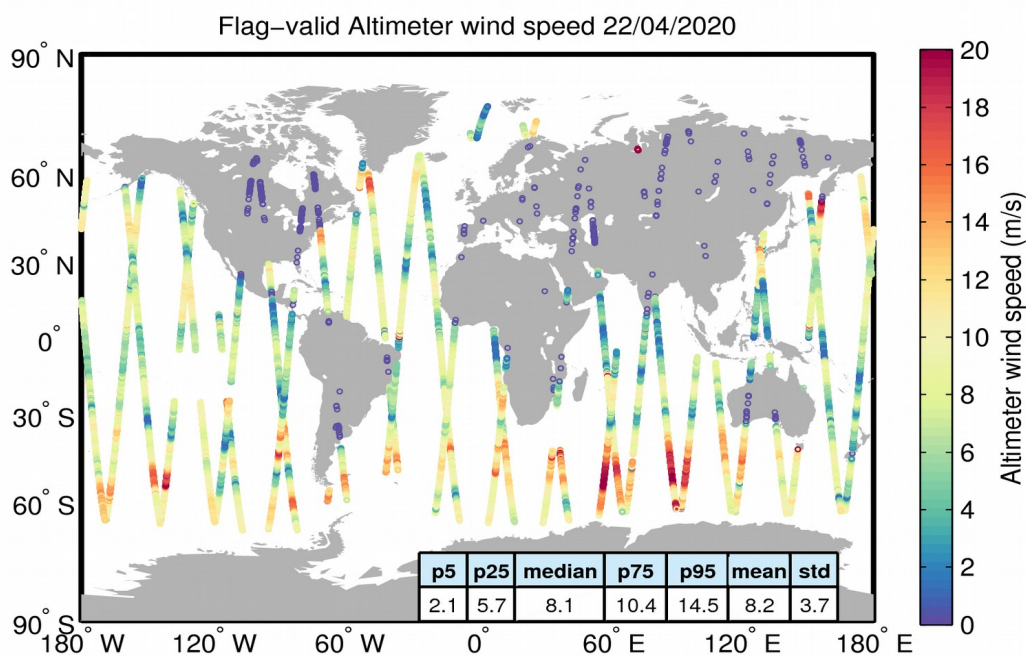 Flag−valid Altimeter wind speed 22/04/2020
90° N
60° N
30° N
0°
30° S
60° S
90° S
180° W
120° W
60° W
0°
60° E
120° E
180° E
p5 p25 median p75 p95 mean std
2.1 5.7 8.1 10.4 14.5 8.2 3.7
20
18
16
14
12
10
8
6
4
2
0
Altimeter wind speed (m/s)